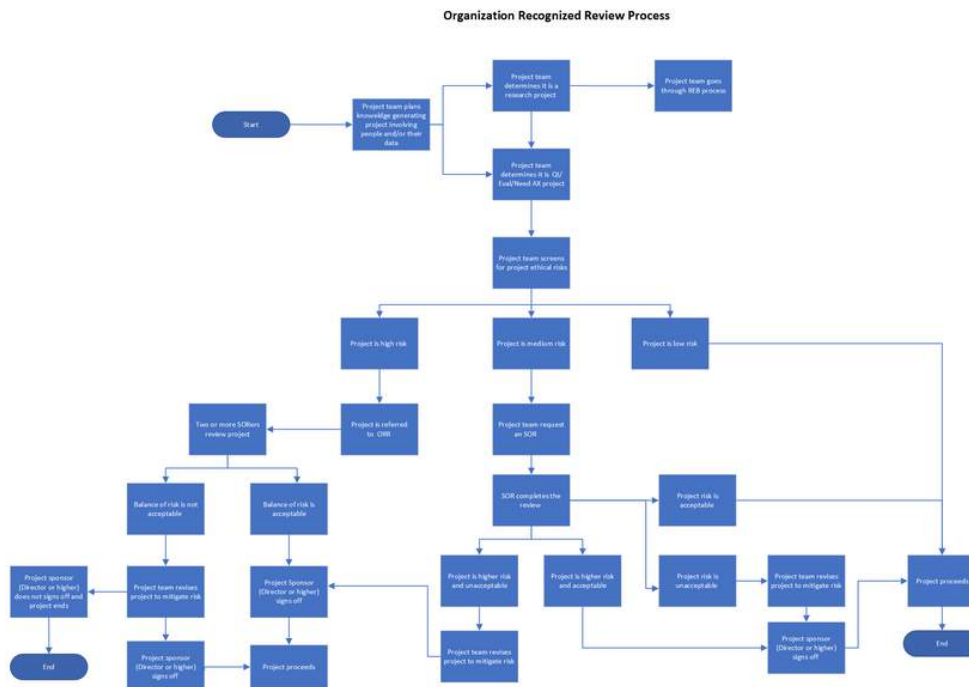 Organization Recognized Review Process
Project team
determines it is a
research project
Project team goes
through REB process
Start
Project team plans
knoweldge generating
project involving
people and/or their
data
Project team
determines it is QI/
Eval/Need AX project
Project team screens
for project ethical risks
Project is high risk
Project is medium risk
Project is low risk
Two or more SORers
review project
Project is referred
to ORR
Project team request
an SOR
Balance of risk is not
acceptable
Balance of risk is
acceptable
SOR completes the
review
Project risk is
acceptable
Project sponsor
(Director or higher)
does not signs off and
project ends
Project team revises
project to mitigate risk
Project Sponsor
(Director or higher)
signs off
Project is higher risk
and unacceptable
Project is higher risk
and acceptable
Project risk is
unacceptable
Project team revises
project to mitigate risk
Project proceeds
End
Project sponsor
(Director or higher)
signs off
Project proceeds
Project team revises
project to mitigate risk
Project sponsor
(Director or higher)
signs off
End